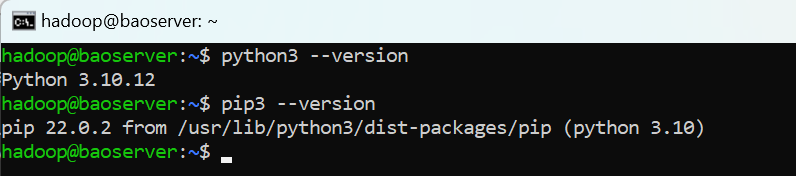 hadoop@baoserver: ~
hadoop@baoserver:~$ python3 --version
Python 3.10.12
hadoop@baoserver:~$ pip3 --version
pip 22.0.2 from /usr/lib/python3/dist-packages/pip (python 3.10)
hadoop@baoserver:~$